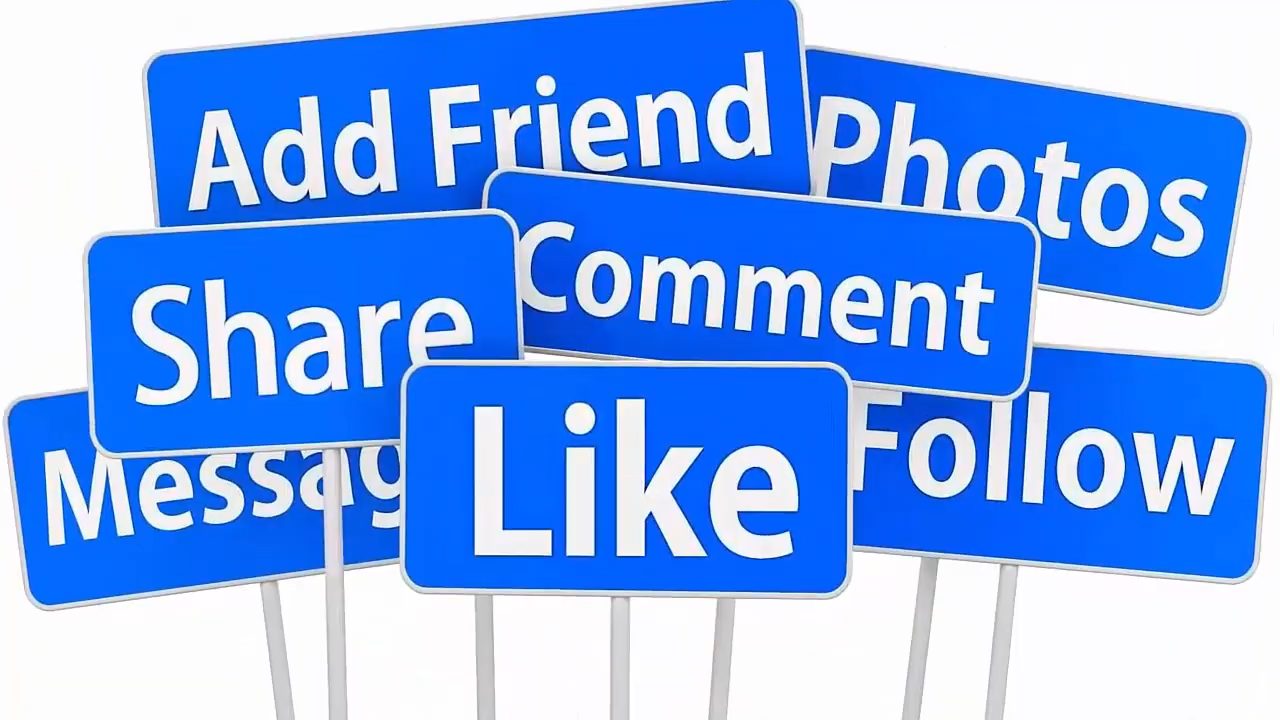 Add Friend
Photos
Comment
Share
Messag
Like
Follow